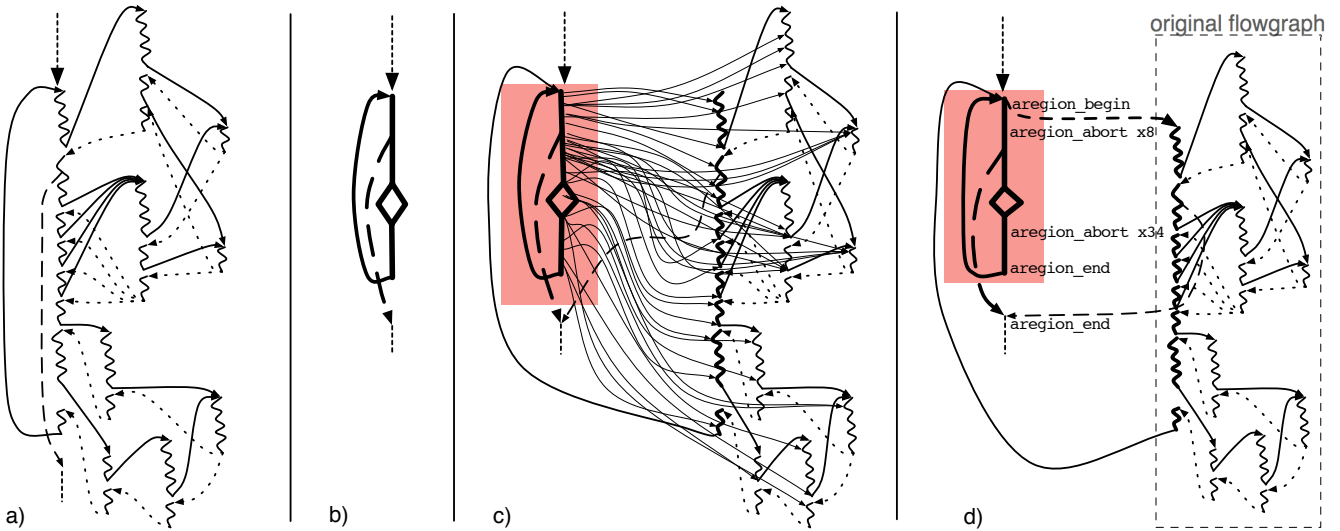 original flowgraph
aregion_begin
aregion_abort x8
aregion_abort x34
aregion_end
aregion_end
a)
b)
c)
d)